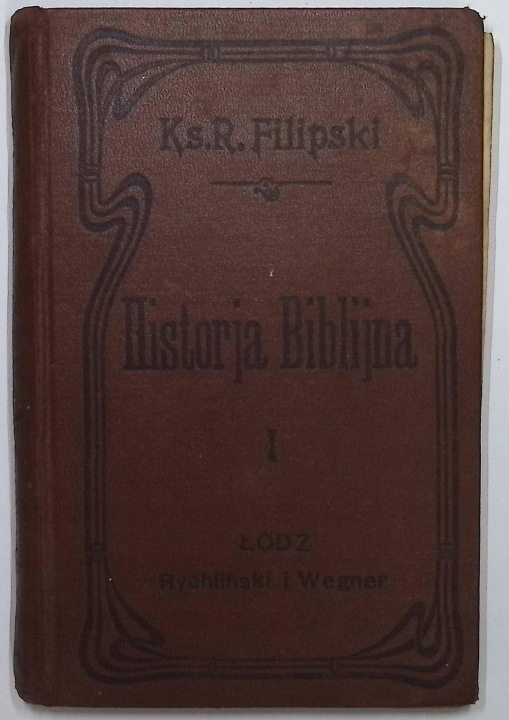 Ks. R. Filipski
Historja Biblijna
I
ŁÓDŹ
Rychliński i Wegner